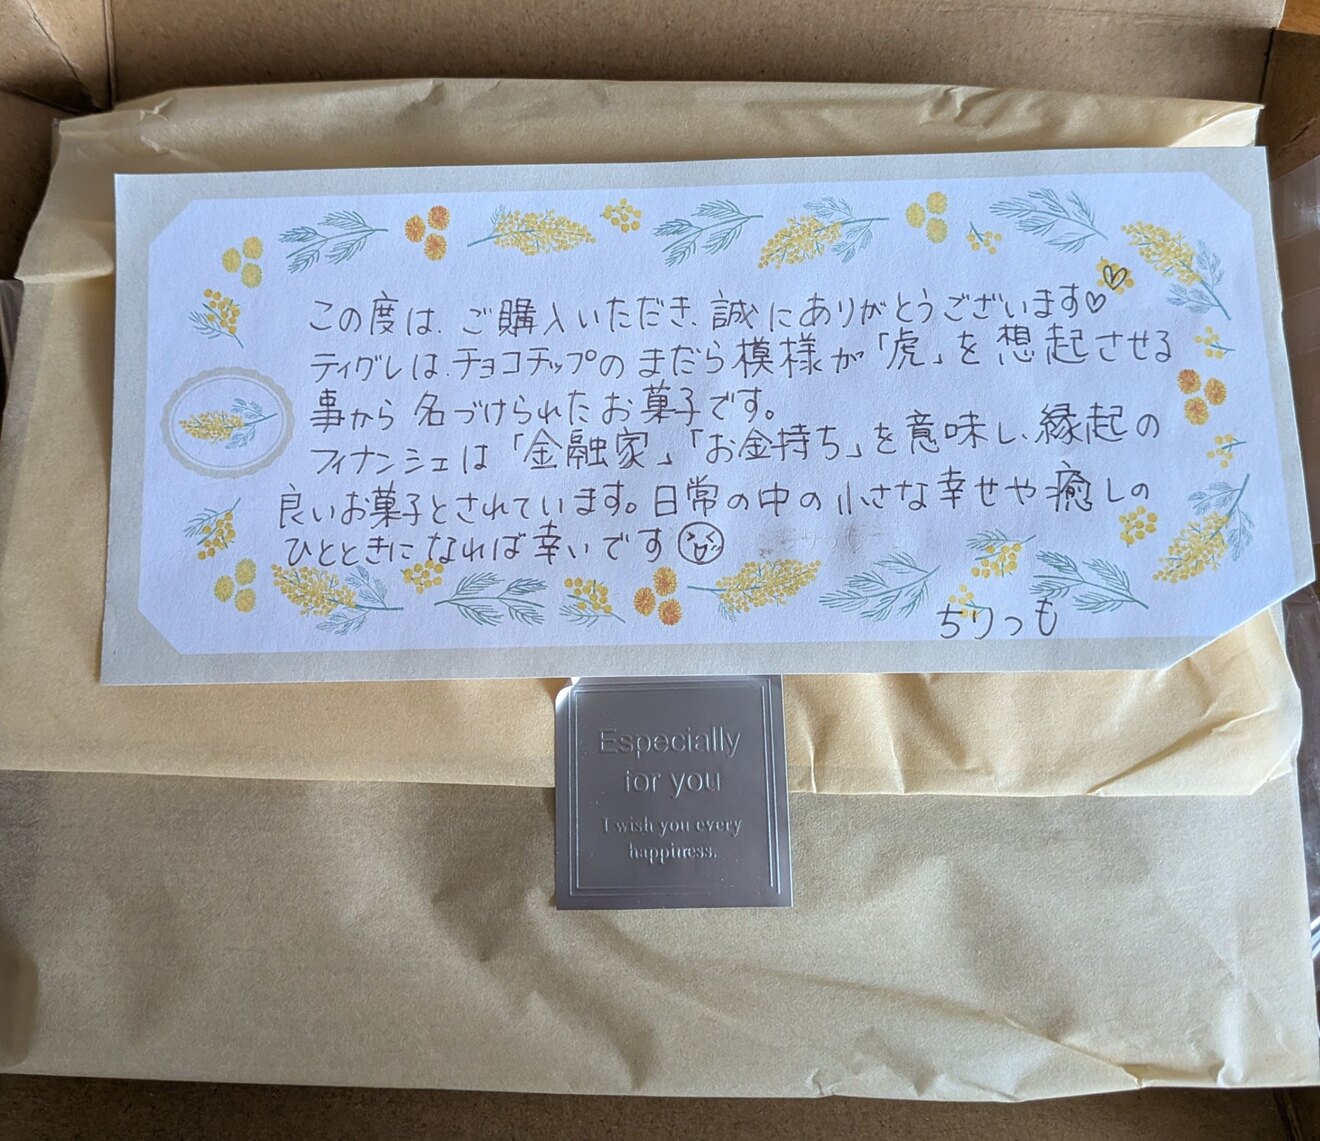 この度は、ご購入いただき、誠にありがとうございます♡♡
ティグレは、チョコチップのまだら模様が「虎」を想起させる
事から名づけられたお菓子です。
フィナンシェは「金融家」「お金持ち」を意味し、縁起の
良いお菓子とされています。日常の中の小さな幸せや癒しの
ひとときになれば幸いです
ちりつも
Especially
for you
I wish you every
happiness.